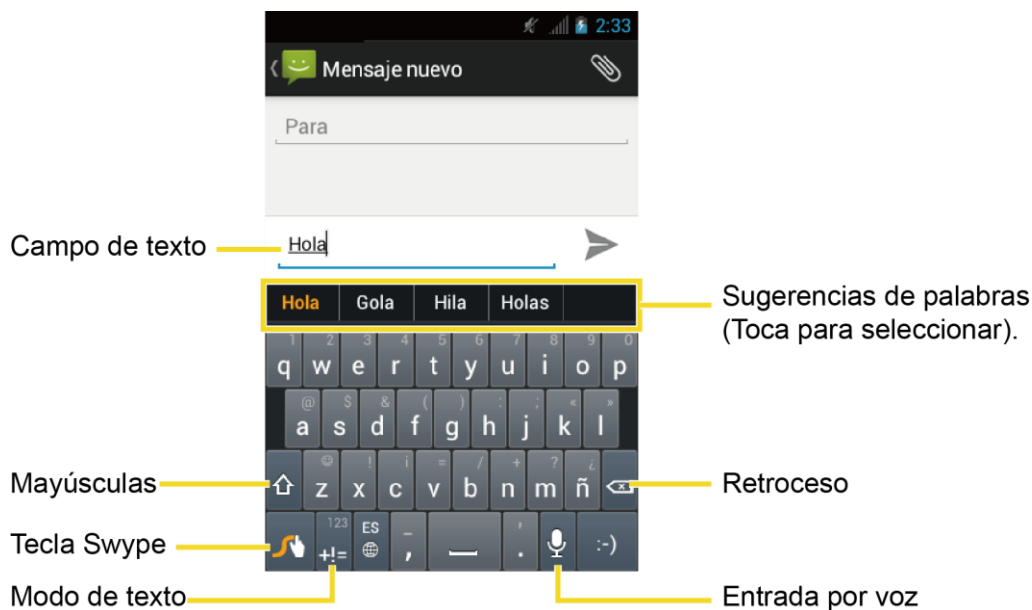 2:33
Mensaje nuevo
Para
Campo de texto
Hola
Hola Gola Hila Holas
Sugerencias de palabras
(Toca para seleccionar).
1 2 3 4 5 6 7 8 9 0
q w e r t y u i o p
@ $ & ( ) : ; « »
a s d f g h j k l
! ¡ = / + ? ¿
Mayúsculas
z x c v b n m ñ
Retroceso
Tecla Swype
123 ES _ '
+!= , . :-)
Modo de texto
Entrada por voz